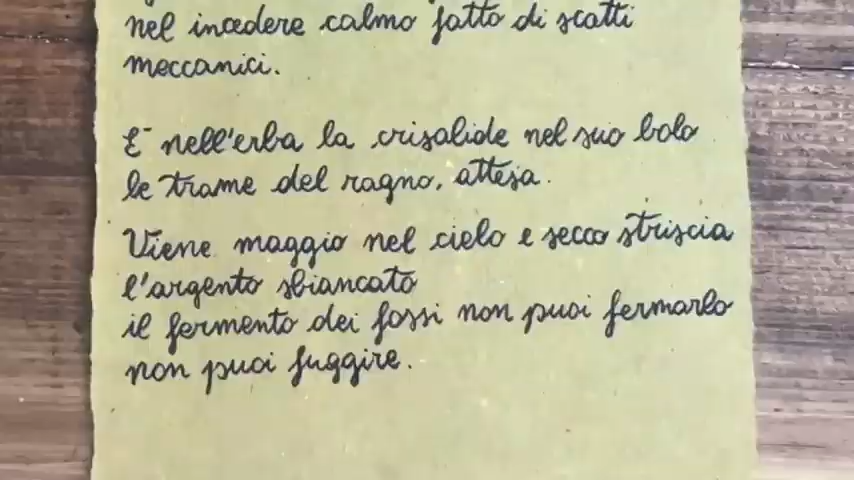 nel incedere calmo fatto di scatti
meccanici.
E' nell'erba la crisalide nel suo bolo
le trame del ragno, attesa.
Viene maggio nel cielo e secco striscia
l'argento sbiancato
il fermento dei fossi non puoi fermarlo
non puoi fuggire.